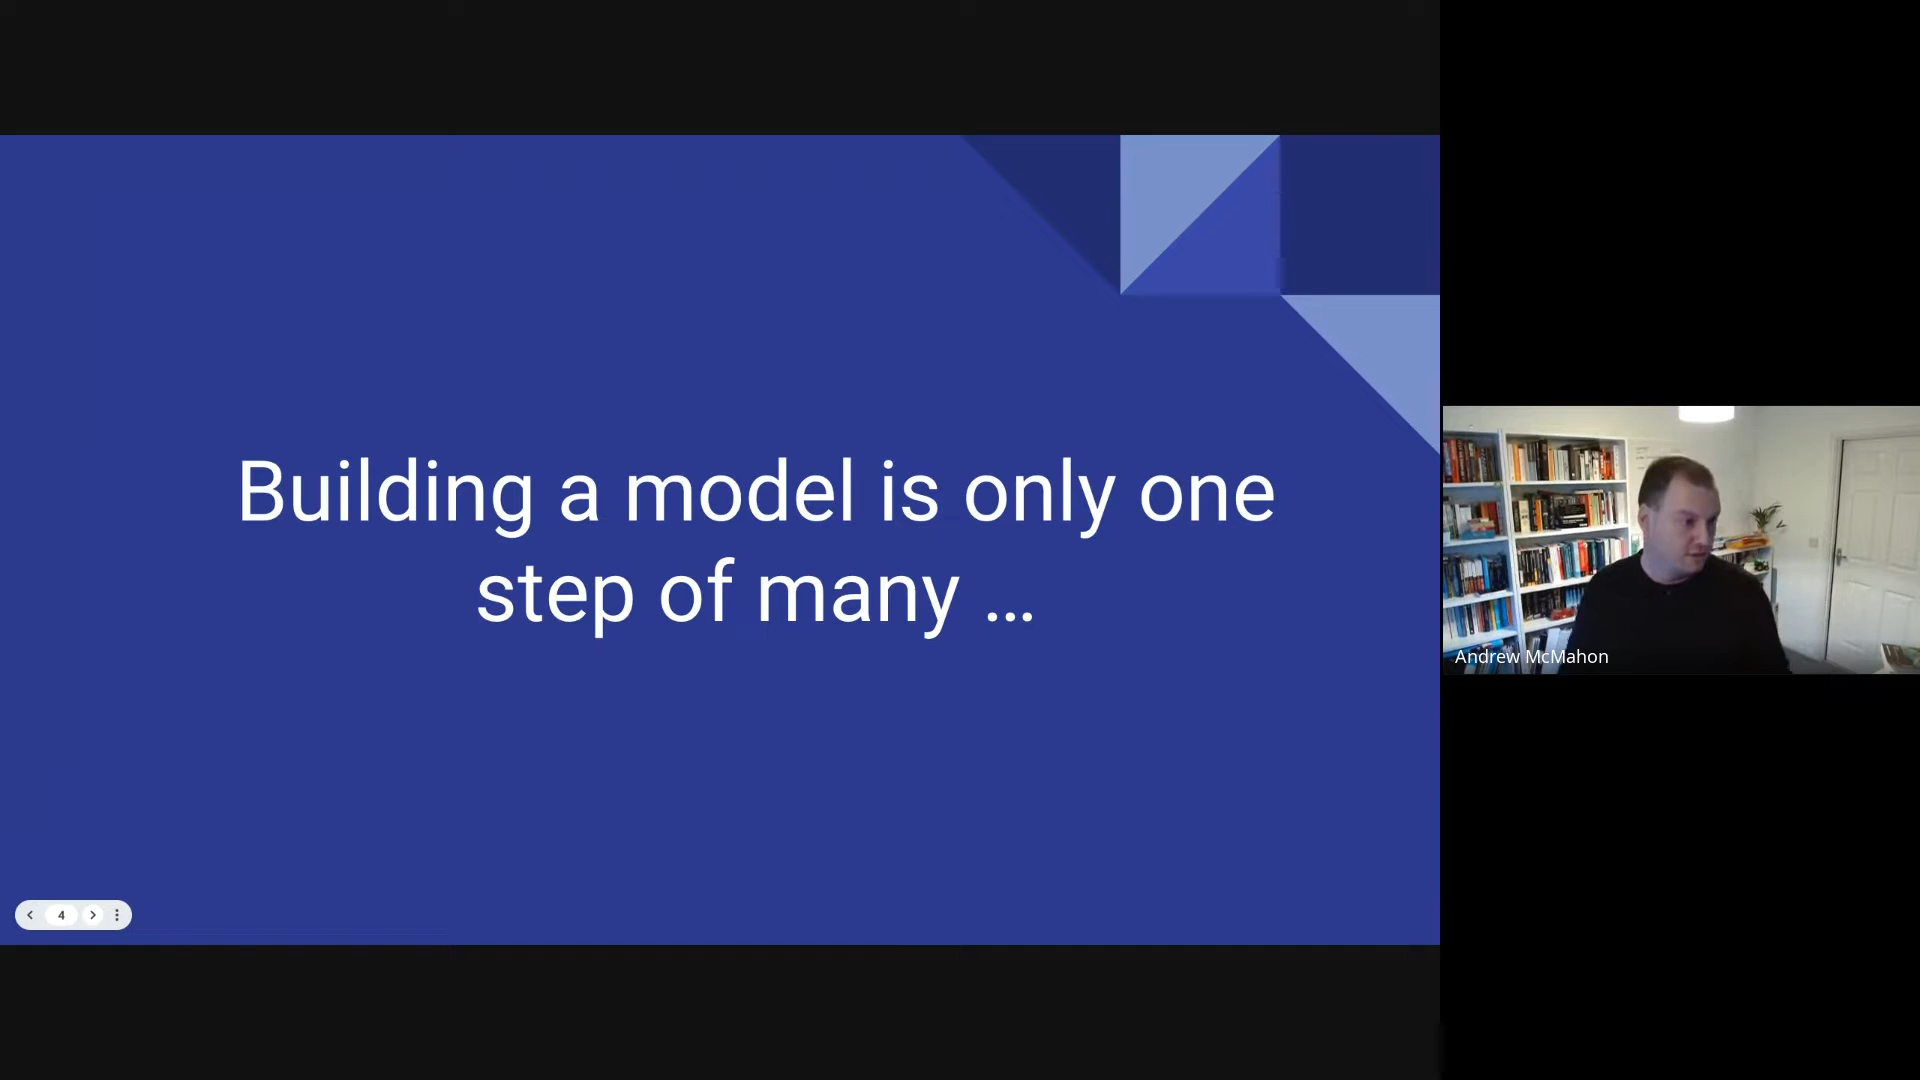 Building a model is only one
step of many ...
4
Andrew McMahon